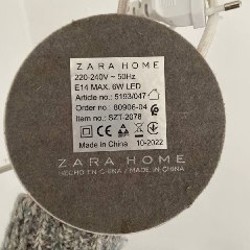 ZARA HOME
220-240V ~ 50Hz
E14 MAX. 6W LED
Article no.: 5193/047
Order no.: 80906-04
Item no.: SZT-2078
Made in China 10-2022
ZARA HOME
HECHO EN CHINA / MADE IN CHINA